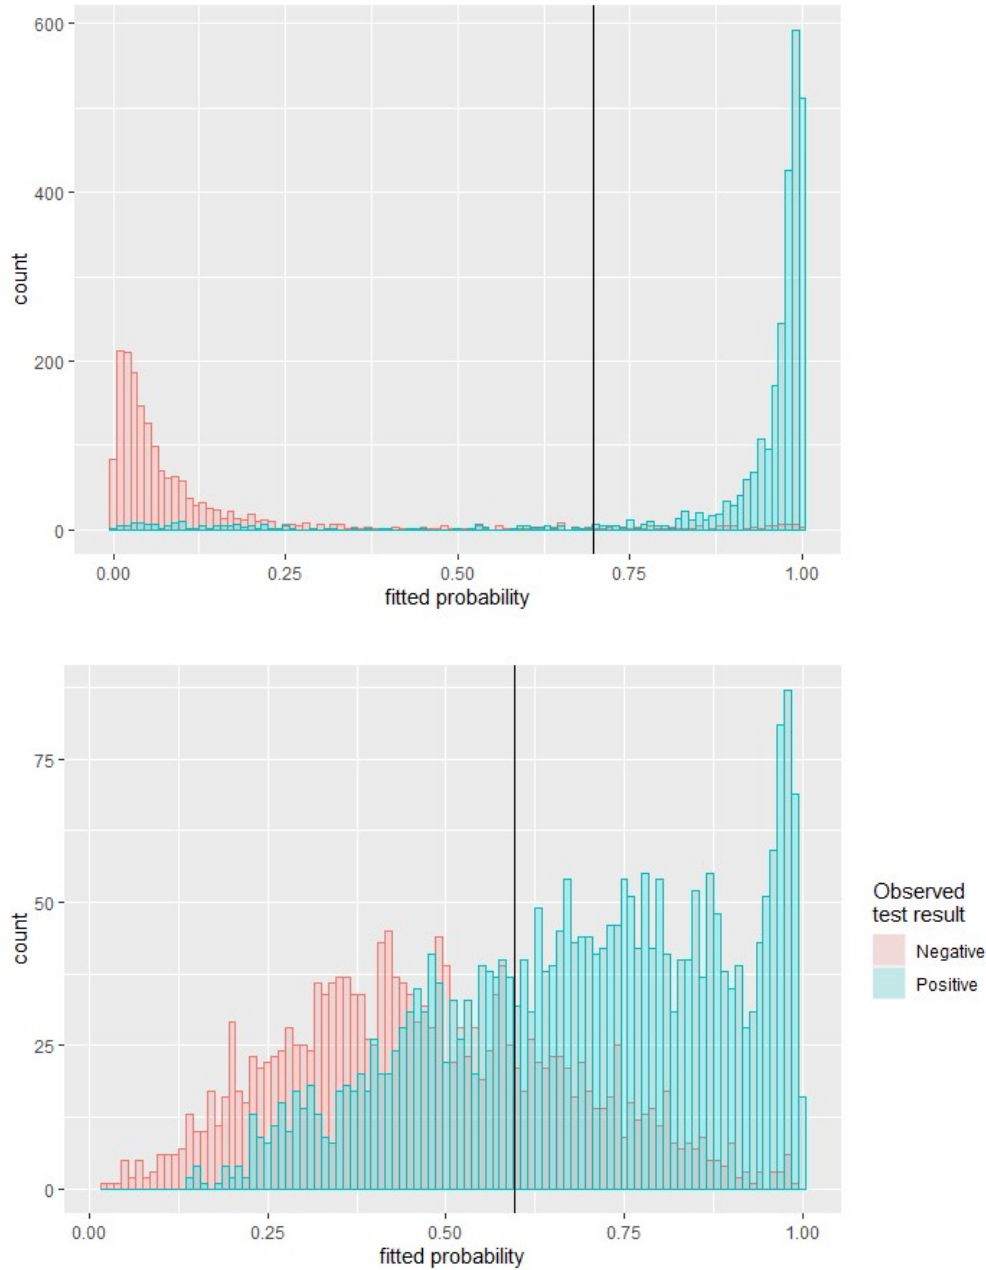 600
400
200
0
count
0.00 0.25 0.50 0.75 1.00
fitted probability
75
50
25
0
count
0.00 0.25 0.50 0.75 1.00
fitted probability
Observed
test result
Negative
Positive